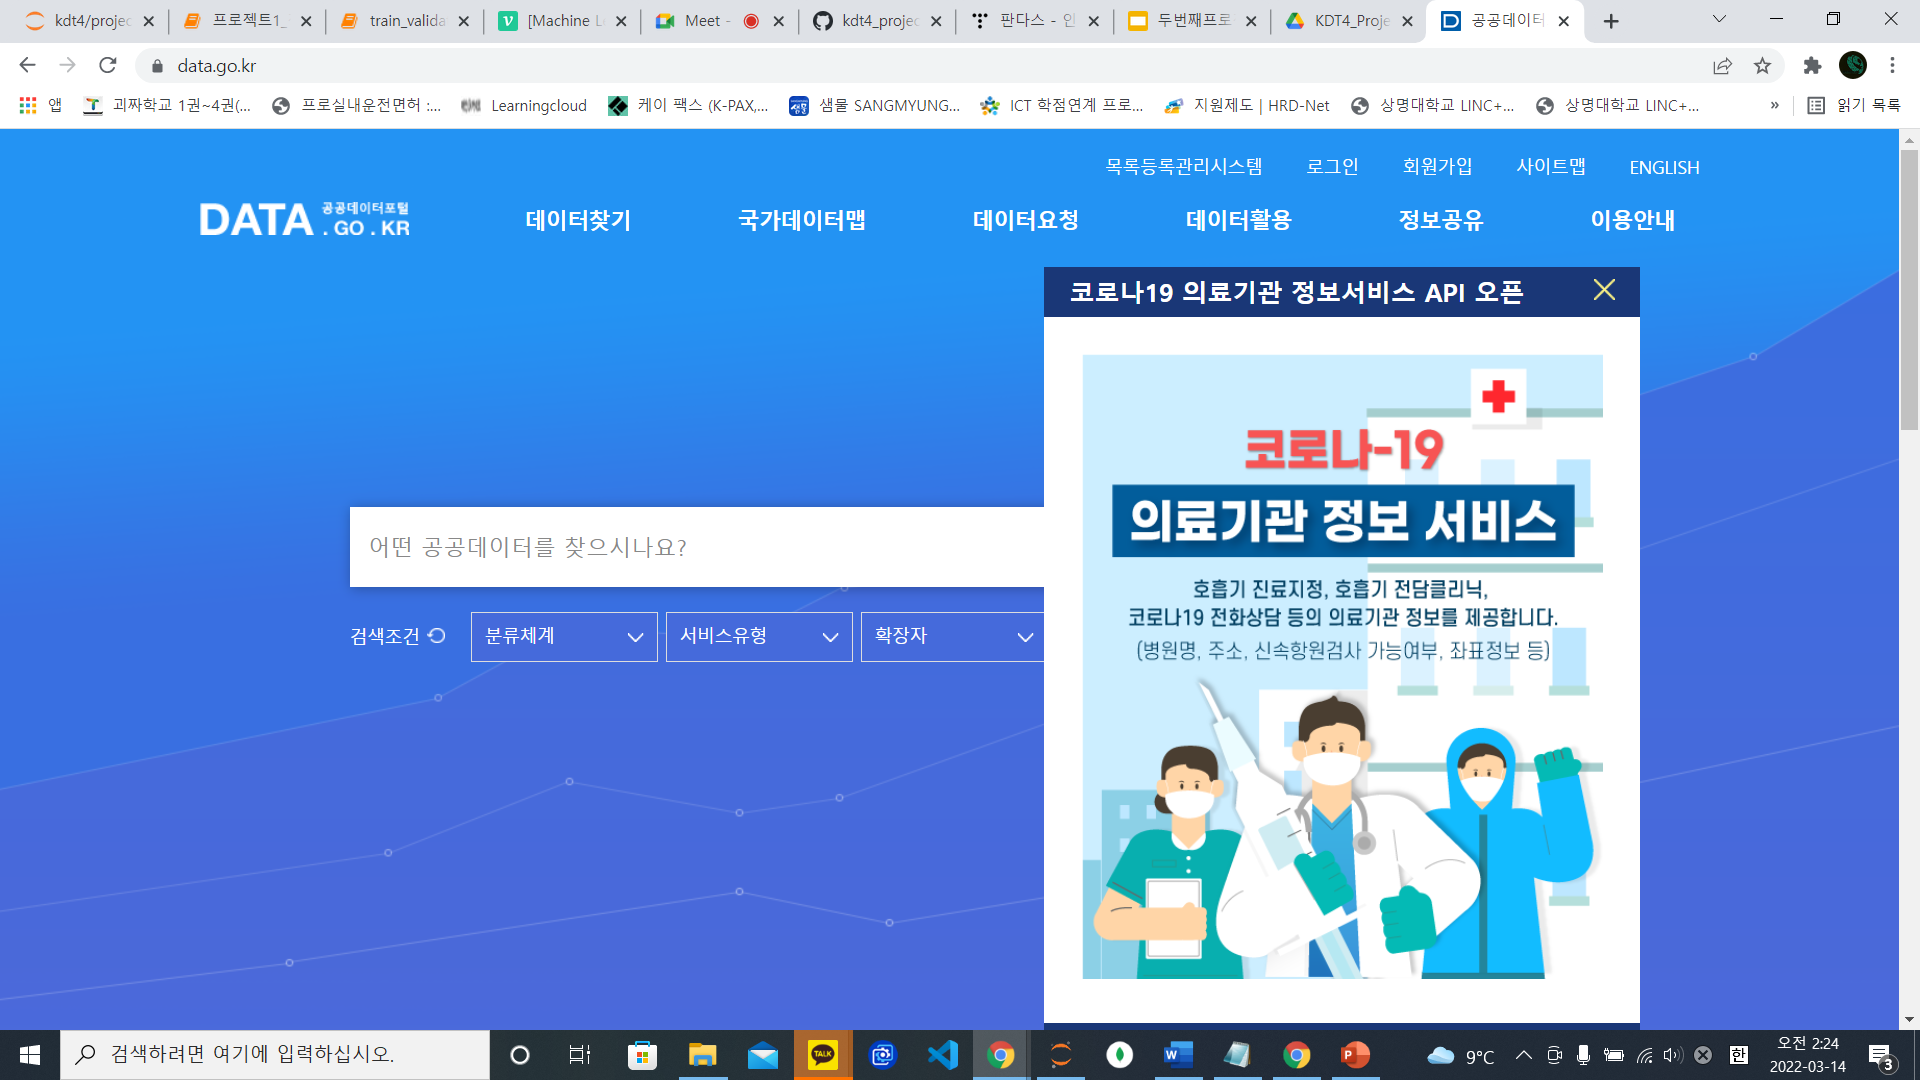 kdt4/projec
프로젝트1_
train_valida
[Machine Le
Meet -
kdt4_projec
판다스 - 인
두번째프로
KDT4_Proje
공공데이터
data.go.kr
앱
괴짜학교 1권~4권(...
프로실내운전면허 :...
Learningcloud
케이 팩스 (K-PAX,...
샘물 SANGMYUNG...
ICT 학점연계 프로...
지원제도 | HRD-Net
상명대학교 LINC+...
상명대학교 LINC+...
»
읽기 목록
목록등록관리시스템
로그인
회원가입
사이트맵
ENGLISH
DATA 공공데이터포털 .GO.KR
데이터찾기
국가데이터맵
데이터요청
데이터활용
정보공유
이용안내
코로나19 의료기관 정보서비스 API 오픈
코로나-19
의료기관 정보 서비스
호흡기 진료지정, 호흡기 전담클리닉,
코로나19 전화상담 등의 의료기관 정보를 제공합니다.
(병원명, 주소, 신속항원검사 가능여부, 좌표정보 등)
어떤 공공데이터를 찾으시나요?
검색조건
분류체계
서비스유형
확장자
검색하려면 여기에 입력하십시오.
TALK
9°C
한
오전 2:24
2022-03-14
3